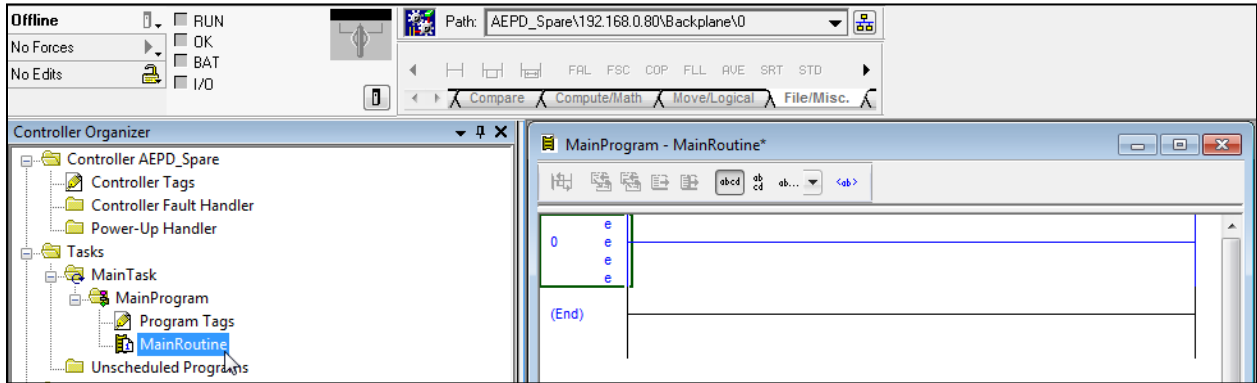 Offline
RUN
No Forces
OK
BAT
No Edits
I/O
Path: AEPD_Spare\192.168.0.80\Backplane\0
FAL FSC COP FLL AVE SRT STD
Compare Compute/Math Move/Logical File/Misc.
Controller Organizer
Controller AEPD_Spare
Controller Tags
Controller Fault Handler
Power-Up Handler
Tasks
MainTask
MainProgram
Program Tags
MainRoutine
Unscheduled Programs
MainProgram - MainRoutine*
abcd ab cd ab... <ab>
e
0 e
e
e
(End)